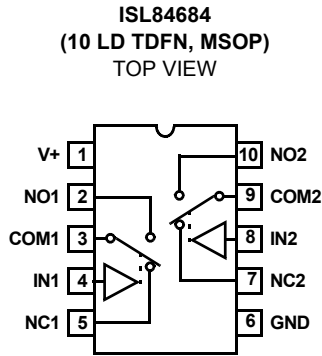 ISL84684
(10 LD TDFN, MSOP)
TOP VIEW
V+ 1
NO1 2
COM1 3
IN1 4
NC1 5
10 NO2
9 COM2
8 IN2
7 NC2
6 GND